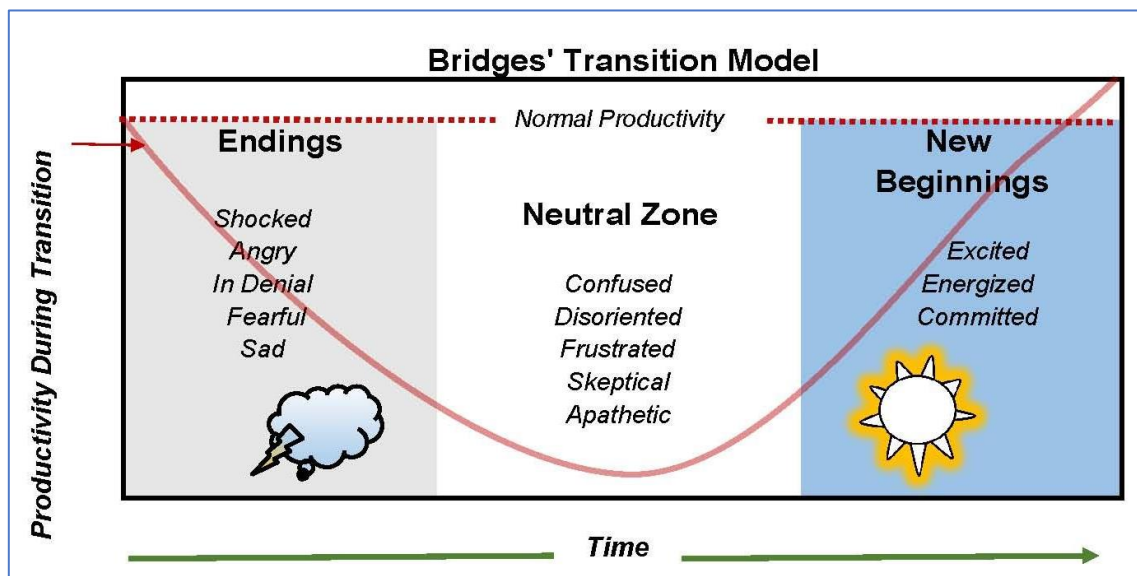 Bridges' Transition Model
Normal Productivity
Endings
Shocked
Angry
In Denial
Fearful
Sad
Neutral Zone
Confused
Disoriented
Frustrated
Skeptical
Apathetic
New
Beginnings
Excited
Energized
Committed
Productivity During Transition
Time